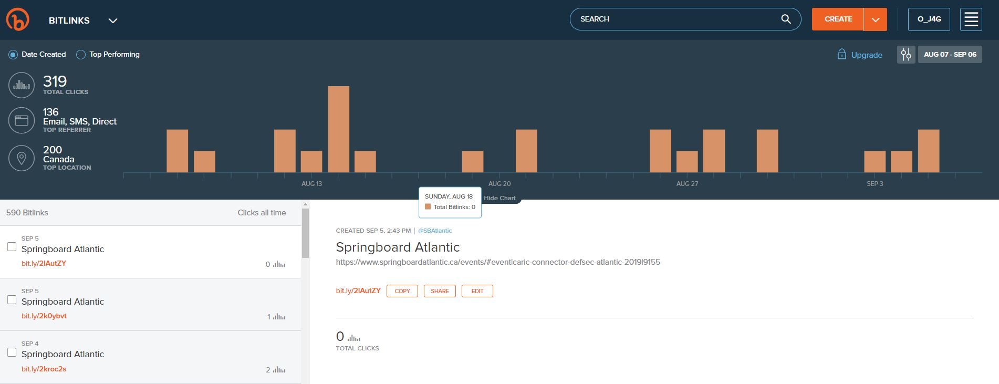 BITLINKS
SEARCH
CREATE
O_J4G
Date Created
Top Performing
Upgrade
AUG 07 - SEP 06
319
TOTAL CLICKS
136
Email, SMS, Direct
TOP REFERRER
200
Canada
TOP LOCATION
AUG 13
AUG 20
AUG 27
SEP 3
SUNDAY, AUG 18
Total Bitlinks: 0
Hide Chart
590 Bitlinks
Clicks all time
SEP 5
Springboard Atlantic
bit.ly/2lAutZY
0
SEP 5
Springboard Atlantic
bit.ly/2k0ybvt
1
SEP 4
Springboard Atlantic
bit.ly/2kroc2s
2
CREATED SEP 5, 2:43 PM | @SBAtlantic
Springboard Atlantic
https://www.springboardatlantic.ca/events/#event|caric-connector-defsec-atlantic-2019|9155
bit.ly/2lAutZY
COPY
SHARE
EDIT
0
TOTAL CLICKS